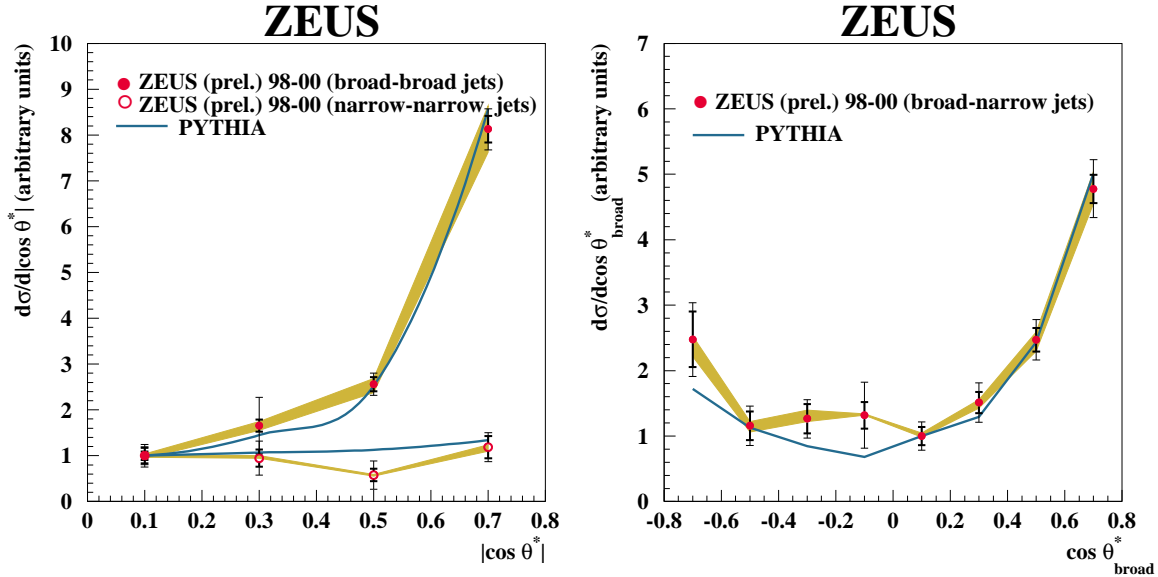 ZEUS
dσ/d|cos θ*| (arbitrary units)
10
9
8
7
6
5
4
3
2
1
0
ZEUS (prel.) 98-00 (broad-broad jets)
ZEUS (prel.) 98-00 (narrow-narrow jets)
PYTHIA
0 0.1 0.2 0.3 0.4 0.5 0.6 0.7 0.8
|cos θ*|
ZEUS
dσ/dcos θ*broad (arbitrary units)
7
6
5
4
3
2
1
0
ZEUS (prel.) 98-00 (broad-narrow jets)
PYTHIA
-0.8 -0.6 -0.4 -0.2 0 0.2 0.4 0.6 0.8
cos θ*broad